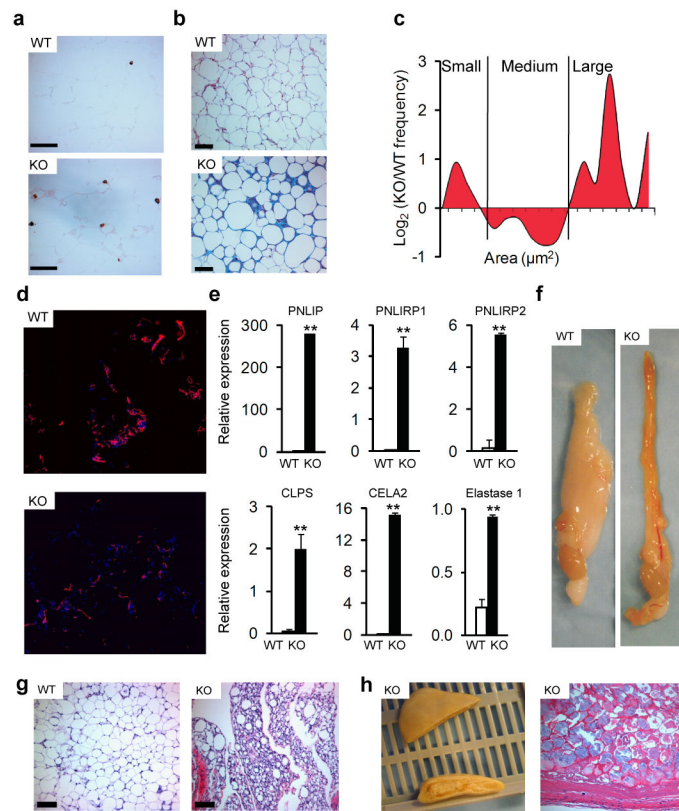 a
WT
KO
b
WT
KO
c
Log2 (KO/WT frequency)
3
2
1
0
-1
Small
Medium
Large
Area (µm²)
d
WT
KO
e
Relative expression
PNLIP
300
200
100
0
**
WT KO
PNLIRP1
4
3
2
1
0
**
WT KO
PNLIRP2
6
4
2
0
**
WT KO
Relative expression
CLPS
3
2
1
0
**
WT KO
CELA2
16
12
8
4
0
**
WT KO
Elastase 1
1.0
0.5
0.0
**
WT KO
f
WT
KO
g
WT
KO
h
KO
KO